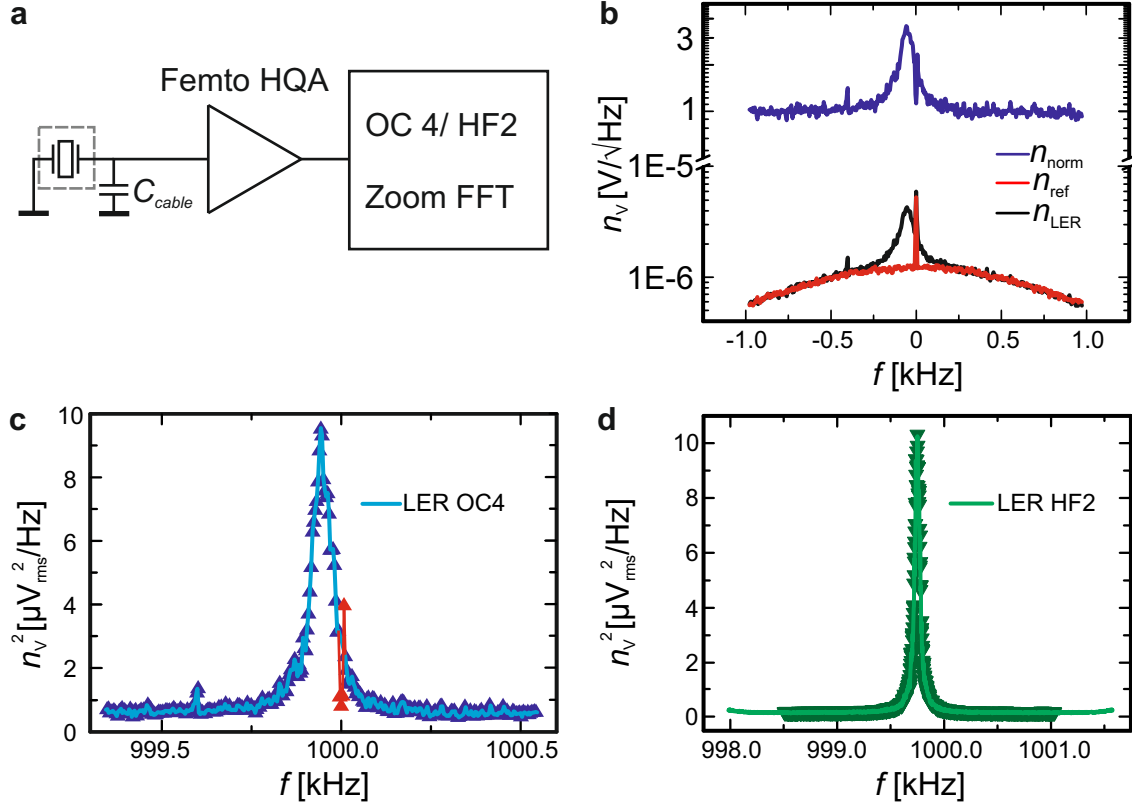 a
Femto HQA
OC 4/ HF2
Zoom FFT
C_cable
b
n_V [V/√Hz]
3
1
1E-5
1E-6
n_norm
n_ref
n_LER
-1.0 -0.5 0 0.5 1.0
f [kHz]
c
n_V^2 [µV_rms^2/Hz]
10
8
6
4
2
0
LER OC4
999.5 1000.0 1000.5
f [kHz]
d
n_V^2 [µV_rms^2/Hz]
10
8
6
4
2
0
LER HF2
998.0 999.0 1000.0 1001.0
f [kHz]